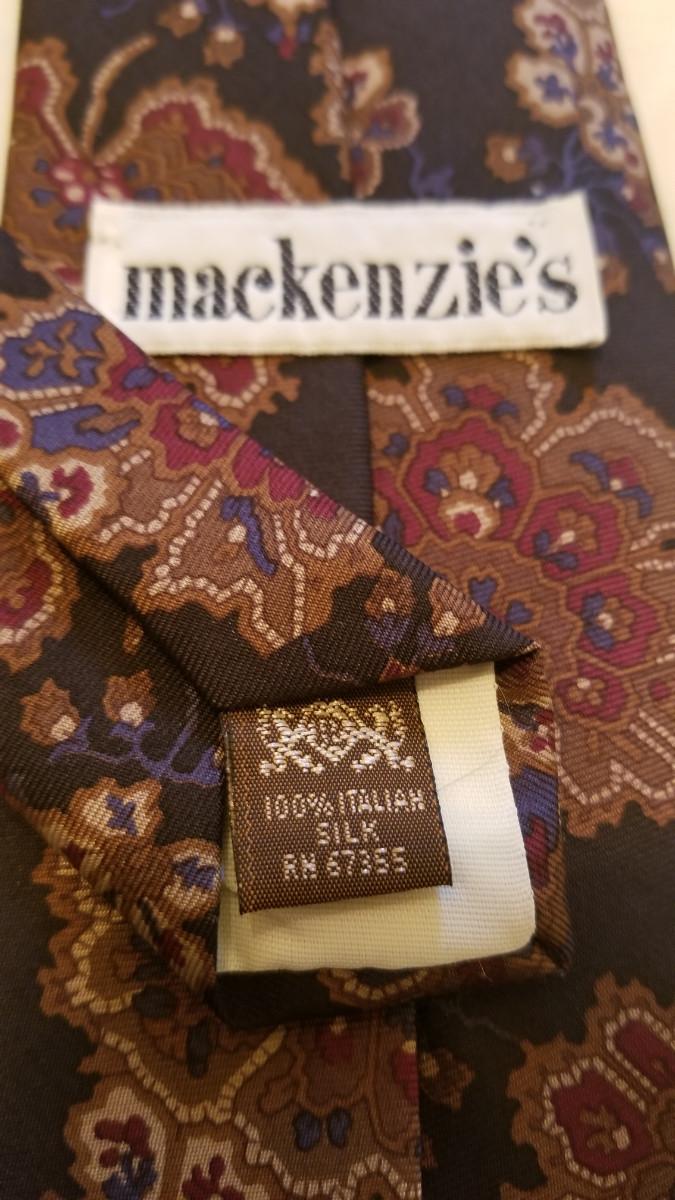 mackenzie's
100% ITALIAN
SILK
RN 67355